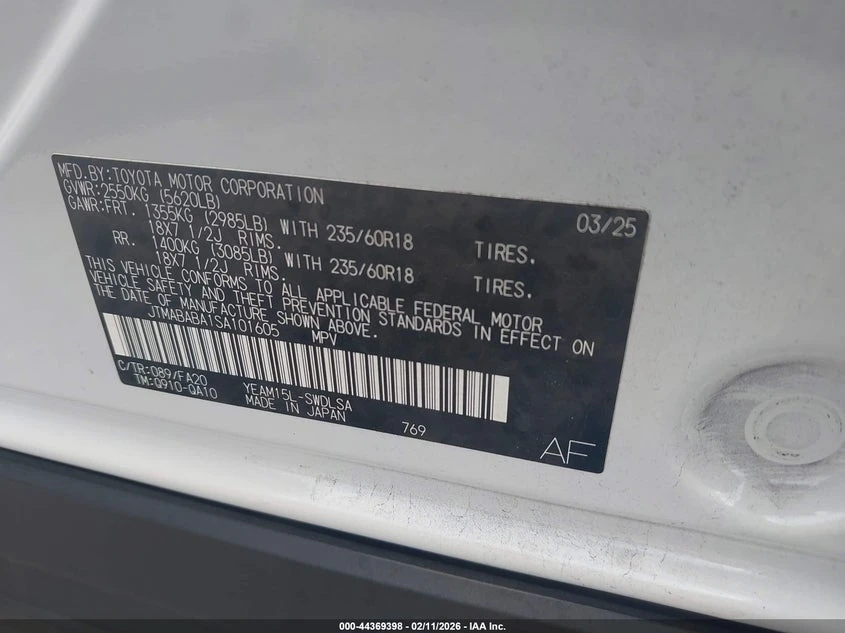 MFD.BY:TOYOTA MOTOR CORPORATION 03/25
GVWR:2550KG (5620LB)
GAWR:FRT. 1355KG (2985LB) WITH 235/60R18 TIRES.
18X7 1/2J RIMS.
RR. 1400KG (3085LB) WITH 235/60R18 TIRES.
18X7 1/2J RIMS.
THIS VEHICLE CONFORMS TO ALL APPLICABLE FEDERAL MOTOR
VEHICLE SAFETY AND THEFT PREVENTION STANDARDS IN EFFECT ON
THE DATE OF MANUFACTURE SHOWN ABOVE.
JTMABABA1SA101605 MPV
C/TR:089/FA20 YEAM15L-SWDLSA
TM:Q910-QA10 MADE IN JAPAN
769
AF
000-44369398 - 02/11/2026 - IAA Inc.